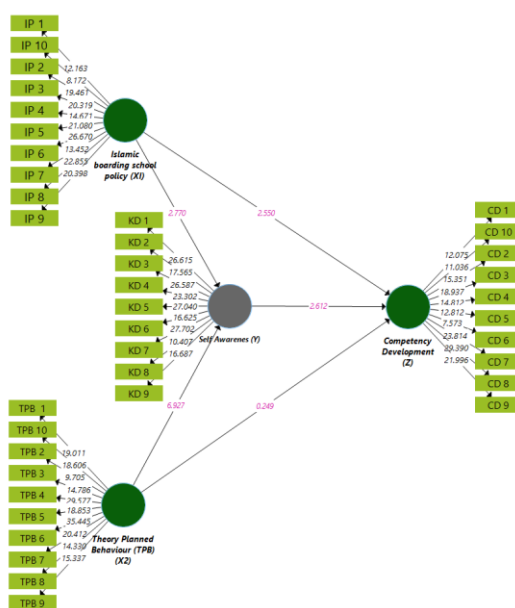 IP 1
IP 10
IP 2
IP 3
IP 4
IP 5
IP 6
IP 7
IP 8
IP 9
12.163
8.172
19.461
20.319
14.671
21.080
26.670
13.452
22.855
20.398
Islamic
boarding school
policy (XI)
2.770
2.550
KD 1
KD 2
KD 3
KD 4
KD 5
KD 6
KD 7
KD 8
KD 9
26.615
17.565
26.587
23.302
27.040
16.625
27.702
10.407
16.687
Self Awarenes (Y)
2.612
CD 1
CD 10
CD 2
CD 3
CD 4
CD 5
CD 6
CD 7
CD 8
CD 9
12.075
11.036
15.351
18.937
14.817
12.812
7.573
23.814
29.390
21.996
Competency
Development
(Z)
6.927
0.249
TPB 1
TPB 10
TPB 2
TPB 3
TPB 4
TPB 5
TPB 6
TPB 7
TPB 8
TPB 9
19.011
18.606
9.705
14.786
29.577
18.853
35.445
20.412
14.330
15.337
Theory Planned
Behaviour (TPB)
(X2)